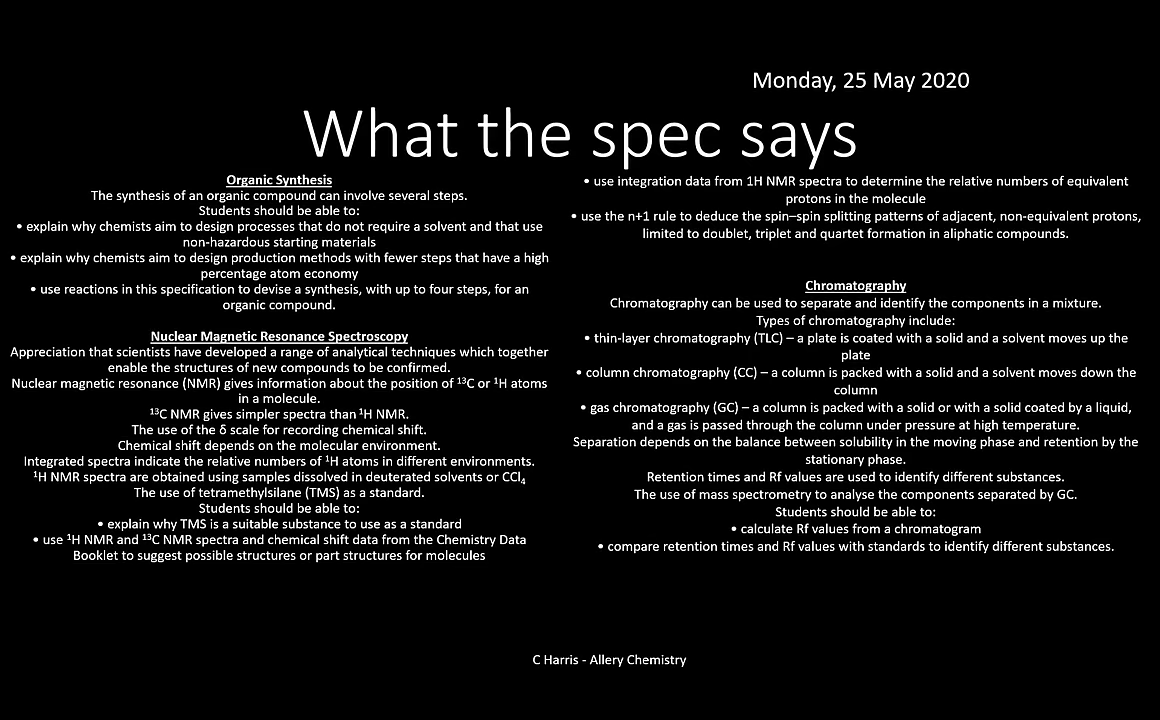 Monday, 25 May 2020
What the spec says
Organic Synthesis
The synthesis of an organic compound can involve several steps.
Students should be able to:
• explain why chemists aim to design processes that do not require a solvent and that use
non-hazardous starting materials
• explain why chemists aim to design production methods with fewer steps that have a high
percentage atom economy
• use reactions in this specification to devise a synthesis, with up to four steps, for an
organic compound.
Nuclear Magnetic Resonance Spectroscopy
Appreciation that scientists have developed a range of analytical techniques which together
enable the structures of new compounds to be confirmed.
Nuclear magnetic resonance (NMR) gives information about the position of ¹³C or ¹H atoms
in a molecule.
¹³C NMR gives simpler spectra than ¹H NMR.
The use of the δ scale for recording chemical shift.
Chemical shift depends on the molecular environment.
Integrated spectra indicate the relative numbers of ¹H atoms in different environments.
¹H NMR spectra are obtained using samples dissolved in deuterated solvents or CCl₄
The use of tetramethylsilane (TMS) as a standard.
Students should be able to:
• explain why TMS is a suitable substance to use as a standard
• use ¹H NMR and ¹³C NMR spectra and chemical shift data from the Chemistry Data
Booklet to suggest possible structures or part structures for molecules
• use integration data from 1H NMR spectra to determine the relative numbers of equivalent
protons in the molecule
• use the n+1 rule to deduce the spin–spin splitting patterns of adjacent, non-equivalent protons,
limited to doublet, triplet and quartet formation in aliphatic compounds.
Chromatography
Chromatography can be used to separate and identify the components in a mixture.
Types of chromatography include:
• thin-layer chromatography (TLC) – a plate is coated with a solid and a solvent moves up the
plate
• column chromatography (CC) – a column is packed with a solid and a solvent moves down the
column
• gas chromatography (GC) – a column is packed with a solid or with a solid coated by a liquid,
and a gas is passed through the column under pressure at high temperature.
Separation depends on the balance between solubility in the moving phase and retention by the
stationary phase.
Retention times and Rf values are used to identify different substances.
The use of mass spectrometry to analyse the components separated by GC.
Students should be able to:
• calculate Rf values from a chromatogram
• compare retention times and Rf values with standards to identify different substances.
C Harris - Allery Chemistry